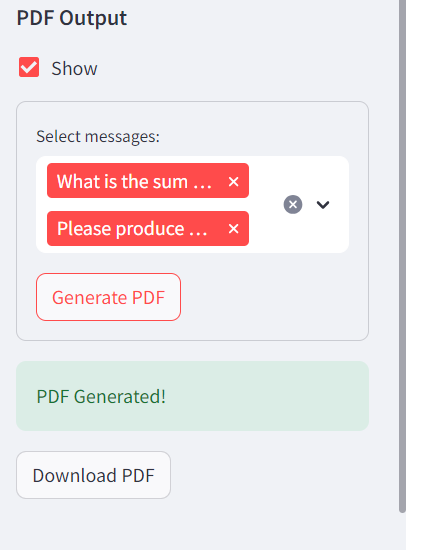 PDF Output
Show
Select messages:
What is the sum ...
Please produce ...
Generate PDF
PDF Generated!
Download PDF